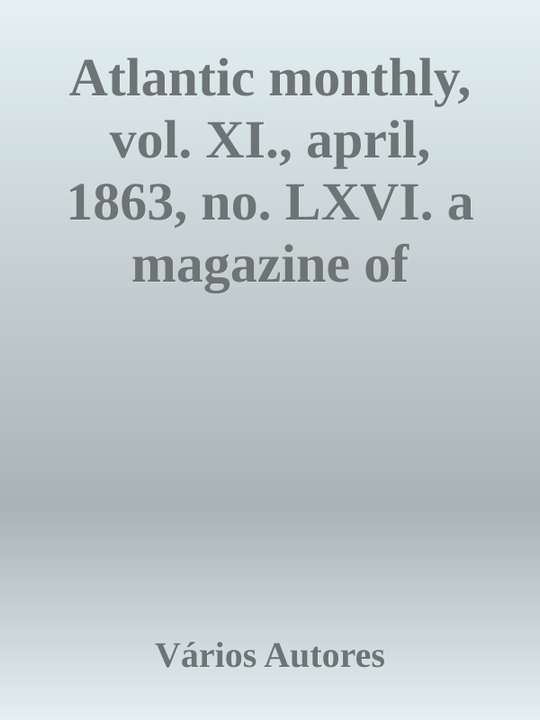 Atlantic monthly,
vol. XI., april,
1863, no. LXVI. a
magazine of
Vários Autores